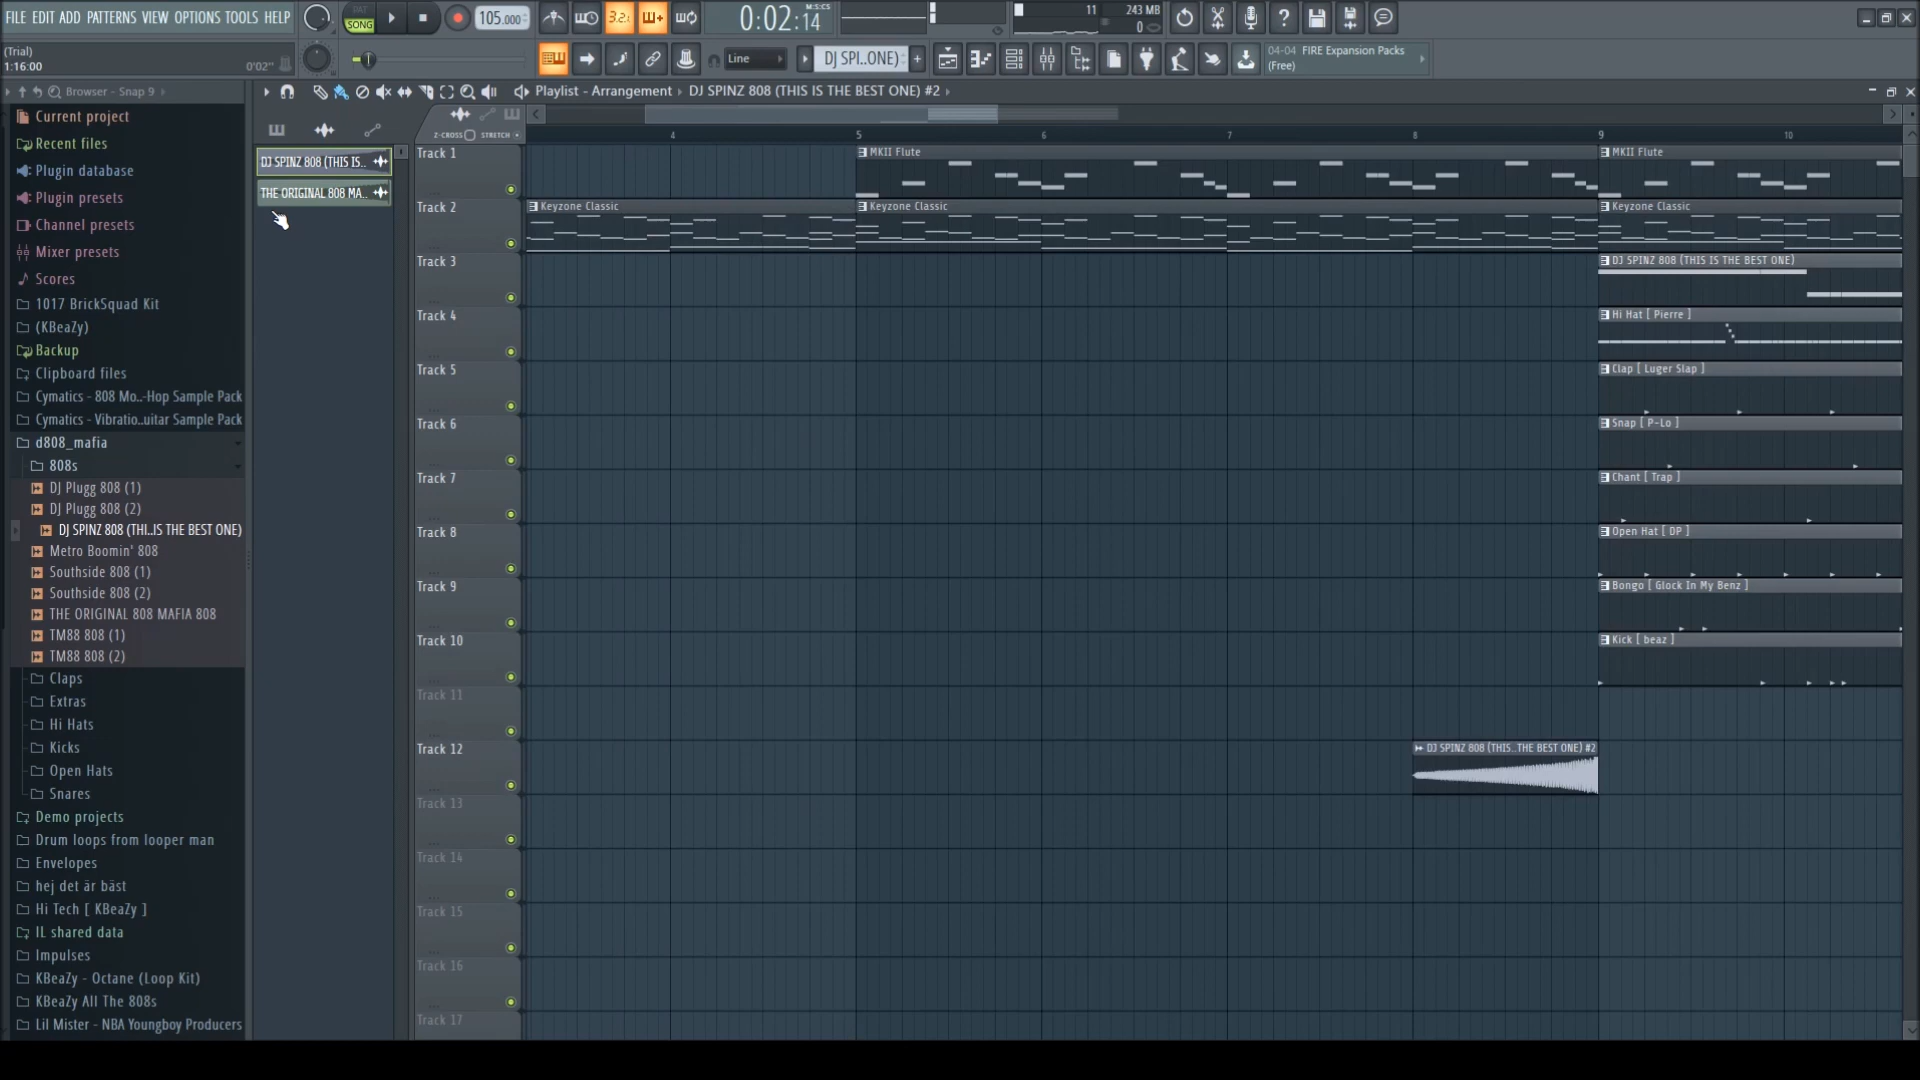 FILE EDIT ADD PATTERNS VIEW OPTIONS TOOLS HELP
PAT
SONG
105.000
3.2:
0:02:14
M:S:CS
11
243 MB
0
(Trial)
1:16:00
0'02"
Line
DJ SPI..ONE)
04-04 FIRE Expansion Packs
(Free)
Browser - Snap 9
Playlist - Arrangement
DJ SPINZ 808 (THIS IS THE BEST ONE) #2
Current project
Recent files
Plugin database
Plugin presets
Channel presets
Mixer presets
Scores
1017 BrickSquad Kit
(KBeaZy)
Backup
Clipboard files
Cymatics - 808 Mo..-Hop Sample Pack
Cymatics - Vibratio..uitar Sample Pack
d808_mafia
808s
DJ Plugg 808 (1)
DJ Plugg 808 (2)
DJ SPINZ 808 (THI..IS THE BEST ONE)
Metro Boomin' 808
Southside 808 (1)
Southside 808 (2)
THE ORIGINAL 808 MAFIA 808
TM88 808 (1)
TM88 808 (2)
Claps
Extras
Hi Hats
Kicks
Open Hats
Snares
Demo projects
Drum loops from looper man
Envelopes
hej det är bäst
Hi Tech [ KBeaZy ]
IL shared data
Impulses
KBeaZy - Octane (Loop Kit)
KBeaZy All The 808s
Lil Mister - NBA Youngboy Producers
DJ SPINZ 808 (THIS IS..
THE ORIGINAL 808 MA..
Z-CROSS STRETCH
4 5 6 7 8 9 10
Track 1
MKII Flute
MKII Flute
Track 2
Keyzone Classic
Keyzone Classic
Keyzone Classic
Track 3
DJ SPINZ 808 (THIS IS THE BEST ONE)
Track 4
Hi Hat [ Pierre ]
Track 5
Clap [ Luger Slap ]
Track 6
Snap [ P-Lo ]
Track 7
Chant [ Trap ]
Track 8
Open Hat [ DP ]
Track 9
Bongo [ Glock In My Benz ]
Track 10
Kick [ beaz ]
Track 11
Track 12
DJ SPINZ 808 (THIS..THE BEST ONE) #2
Track 13
Track 14
Track 15
Track 16
Track 17